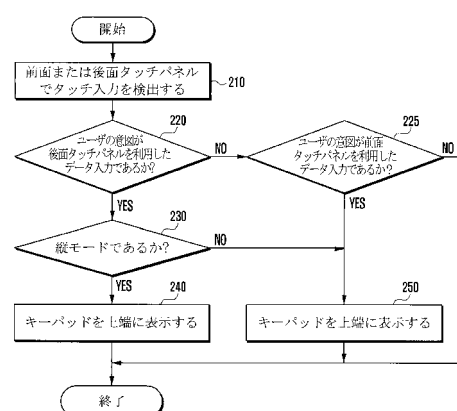 開始
前面または後面タッチパネル
でタッチ入力を検出する
210
220
ユーザの意図が
後面タッチパネルを利用した
データ入力であるか?
NO
225
ユーザの意図が前面
タッチパネルを利用した
データ入力であるか?
NO
YES
YES
230
縦モードであるか?
NO
YES
240
キーパッドを上端に表示する
250
キーパッドを上端に表示する
終了